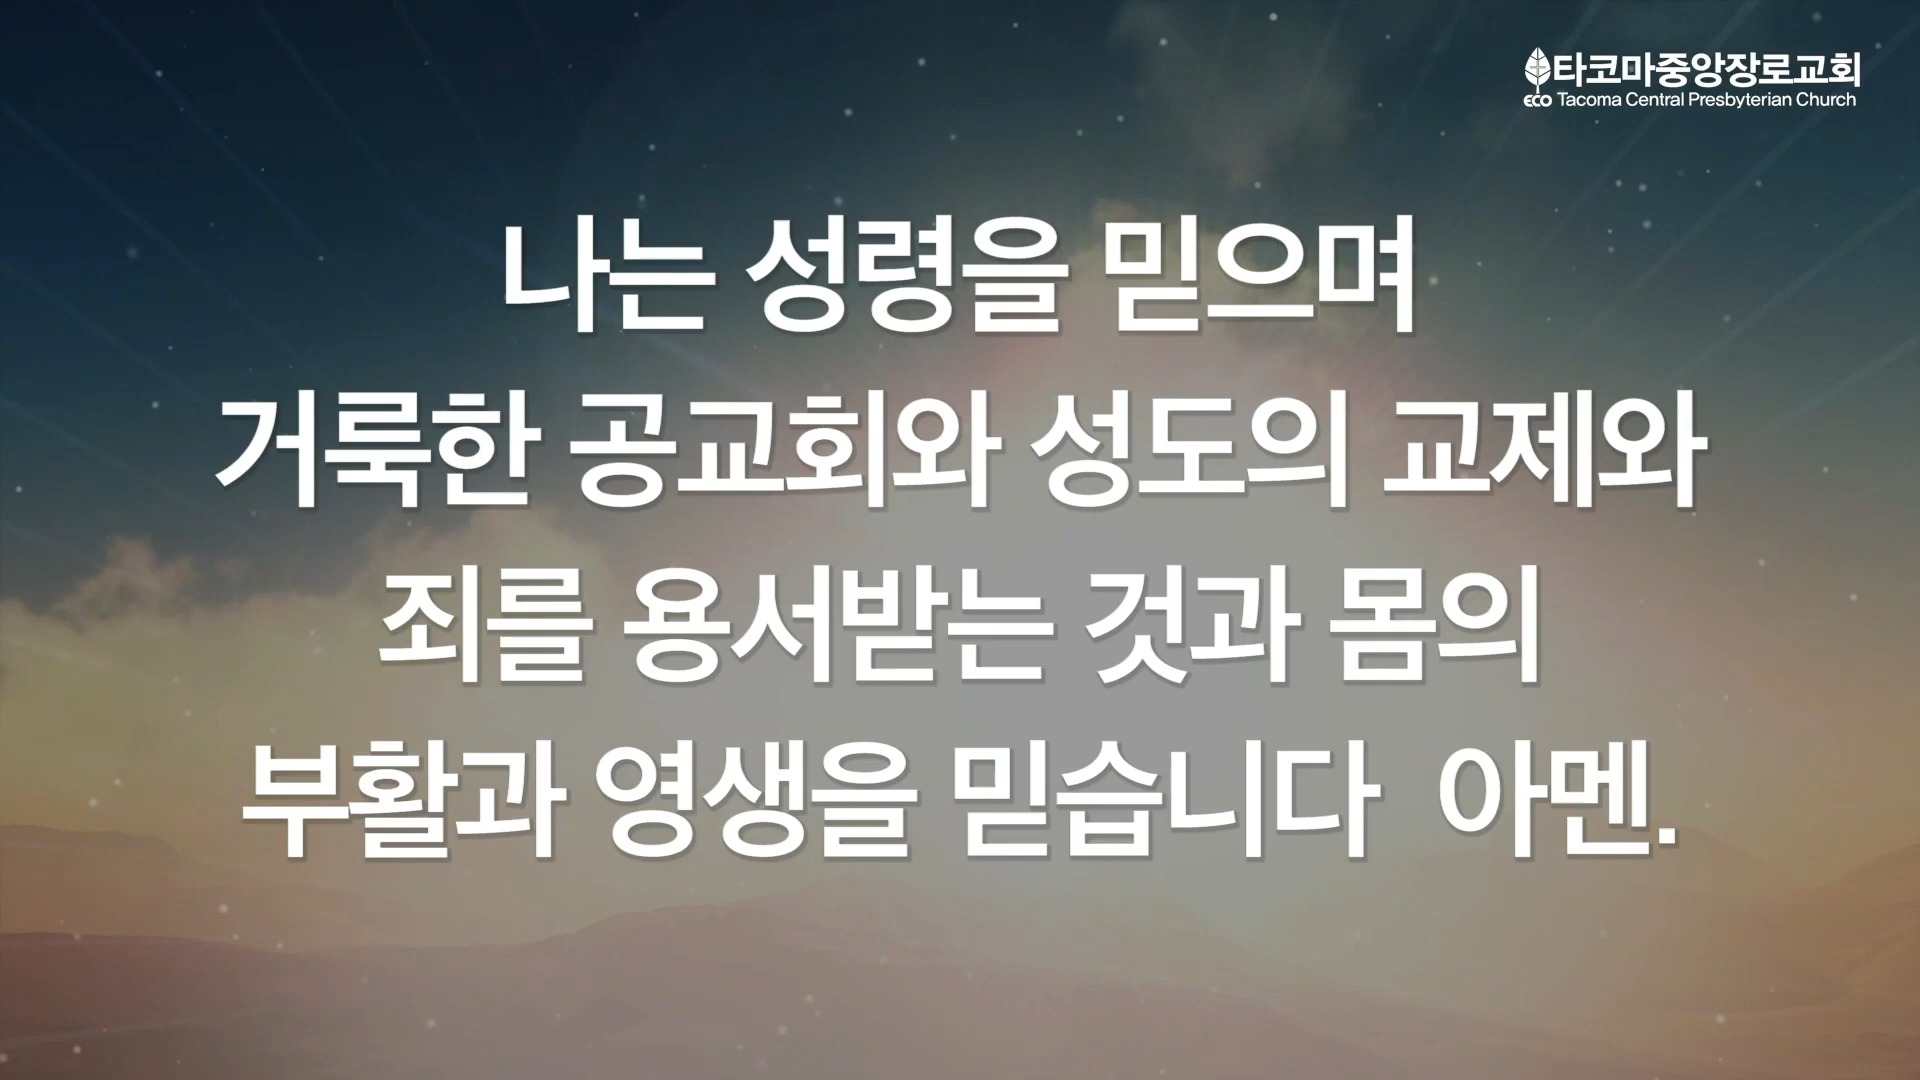 타코마중앙장로교회
ECO Tacoma Central Presbyterian Church
나는 성령을 믿으며
거룩한 공교회와 성도의 교제와
죄를 용서받는 것과 몸의
부활과 영생을 믿습니다 아멘.